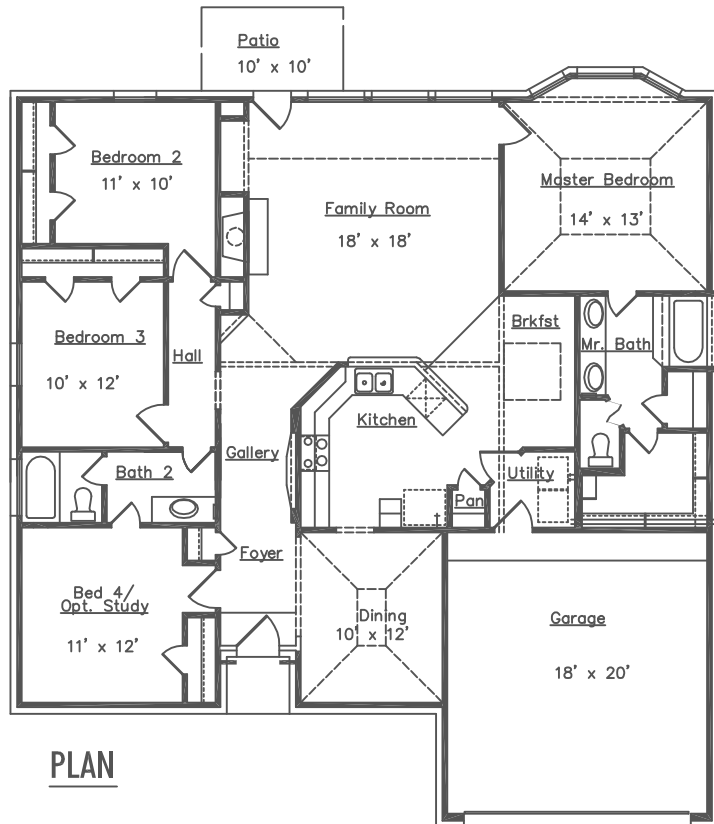 Patio
10' x 10'
Bedroom 2
11' x 10'
Family Room
18' x 18'
Master Bedroom
14' x 13'
Bedroom 3
10' x 12'
Hall
Brkfst
Mr. Bath
Kitchen
Gallery
Bath 2
Utility
Pan
Foyer
Bed 4/
Opt. Study
11' x 12'
Dining
10' x 12'
Garage
18' x 20'
PLAN